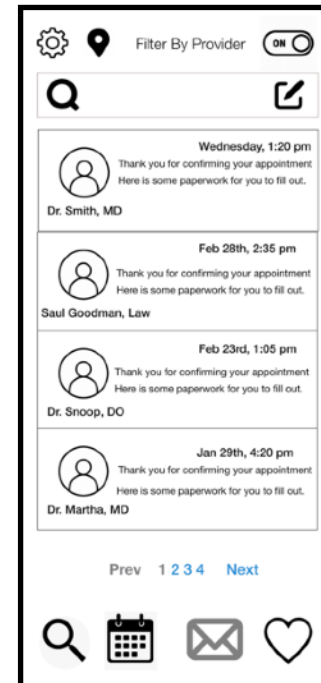 Filter By Provider
ON
Wednesday, 1:20 pm
Thank you for confirming your appointment
Here is some paperwork for you to fill out.
Dr. Smith, MD
Feb 28th, 2:35 pm
Thank you for confirming your appointment
Here is some paperwork for you to fill out.
Saul Goodman, Law
Feb 23rd, 1:05 pm
Thank you for confirming your appointment
Here is some paperwork for you to fill out.
Dr. Snoop, DO
Jan 29th, 4:20 pm
Thank you for confirming your appointment
Here is some paperwork for you to fill out.
Dr. Martha, MD
Prev 1 2 3 4 Next